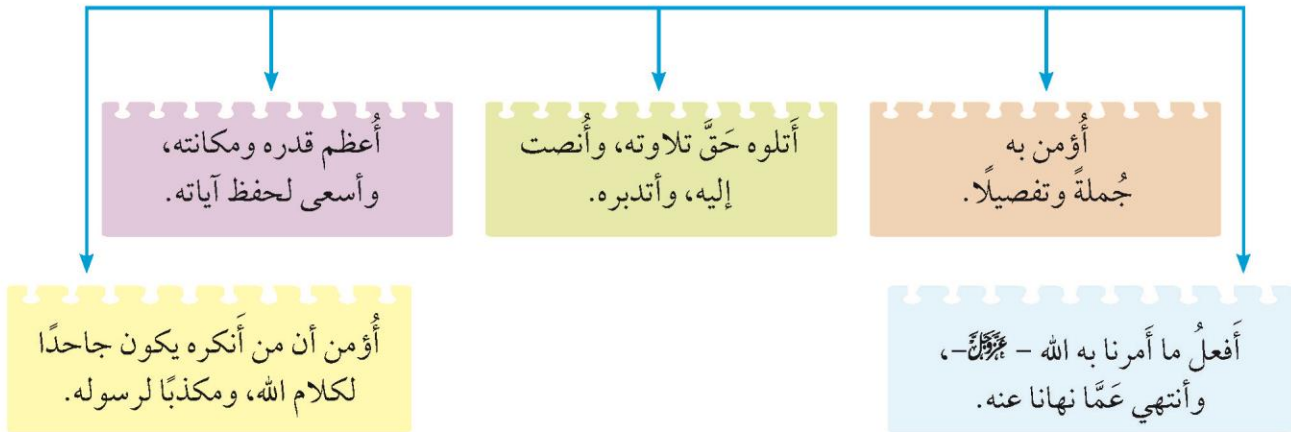 أُؤمن به
جُملةً وتفصيلًا.
أَتلوه حَقَّ تلاوته، وأُنصت
إليه، وأتدبره.
أُعظم قدره ومكانته،
وأسعى لحفظ آياته.
أَفعلُ ما أَمرنا به الله – عَزَّوَجَلَّ–،
وأنتهي عَمَّا نهانا عنه.
أُؤمن أن من أَنكره يكون جاحدًا
لكلام الله، ومكذبًا لرسوله.